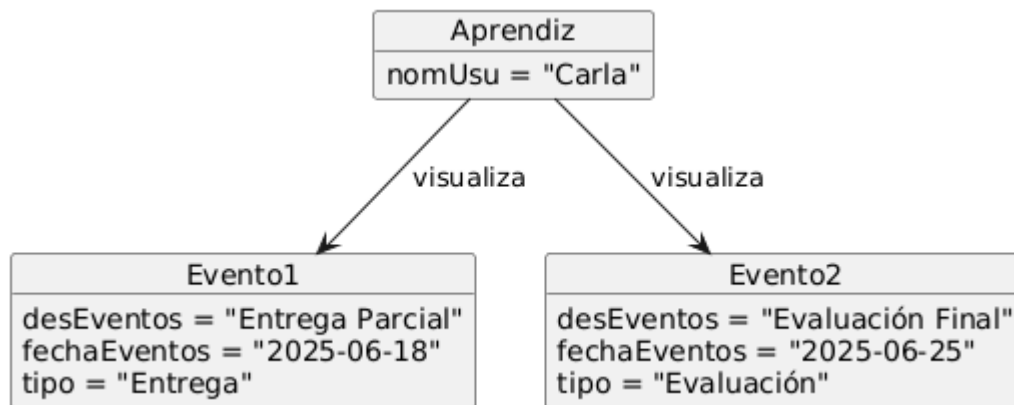 Aprendiz
nomUsu = "Carla"
visualiza
visualiza
Evento1
desEventos = "Entrega Parcial"
fechaEventos = "2025-06-18"
tipo = "Entrega"
Evento2
desEventos = "Evaluación Final"
fechaEventos = "2025-06-25"
tipo = "Evaluación"